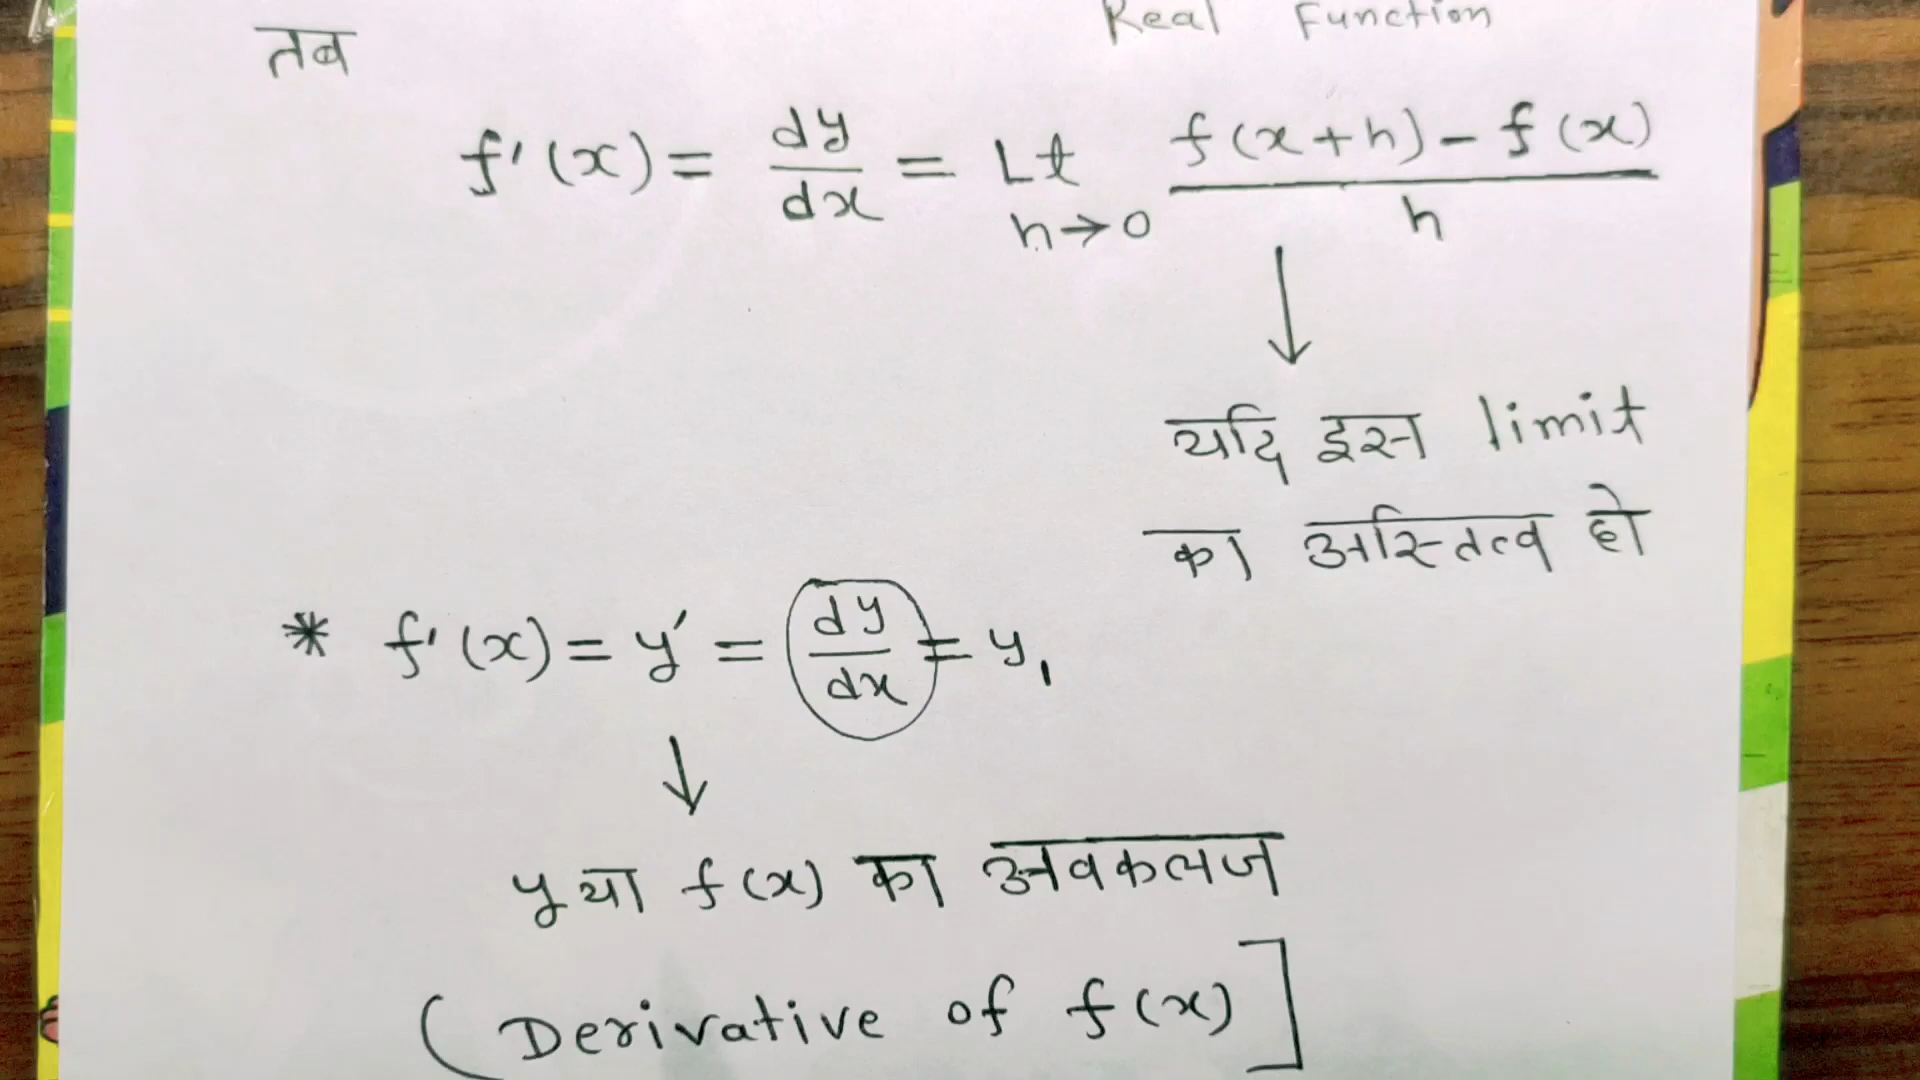 Real Function
तब
f'(x) = dy/dx = Lt h→0 f(x+h) - f(x) / h
↓
यदि इस limit
का अस्तित्व हो
* f'(x) = y' = dy/dx = y₁
↓
y या f(x) का अवकलज
( Derivative of f(x) ]